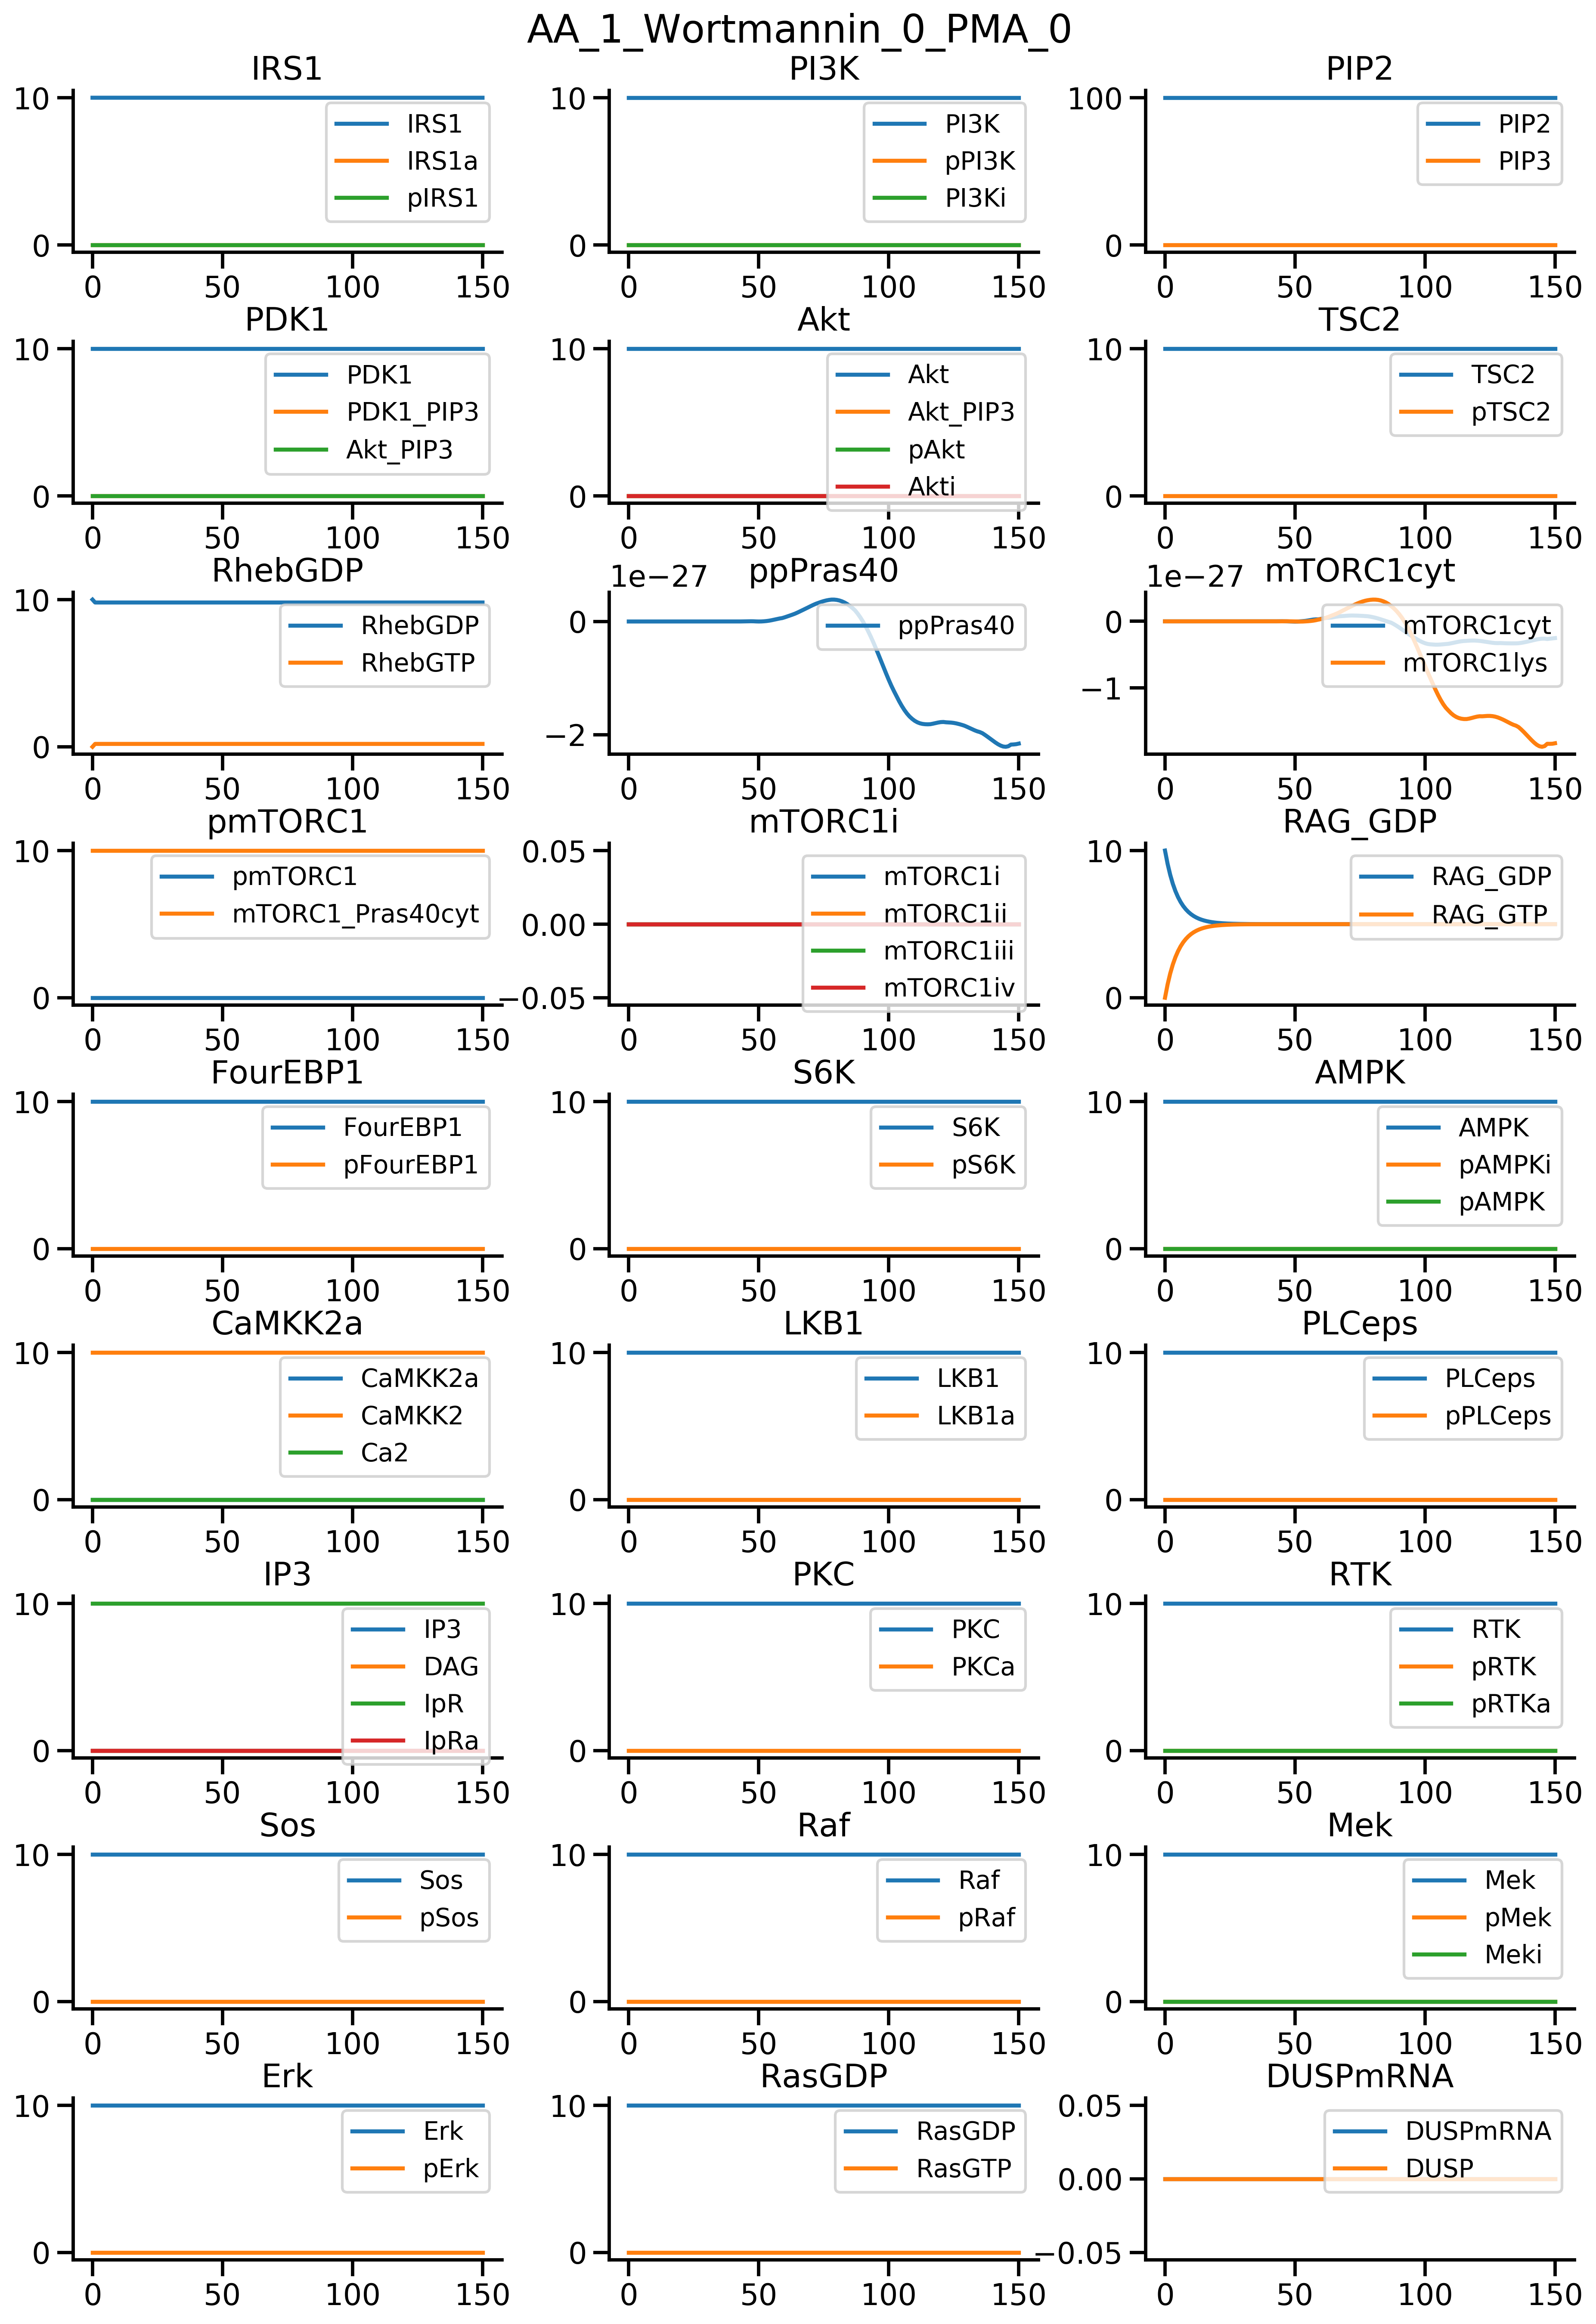 AA_1_Wortmannin_0_PMA_0
IRS1
10
0
0 50 100 150
IRS1
IRS1a
pIRS1
PI3K
10
0
0 50 100 150
PI3K
pPI3K
PI3Ki
PIP2
100
0
0 50 100 150
PIP2
PIP3
PDK1
10
0
0 50 100 150
PDK1
PDK1_PIP3
Akt_PIP3
Akt
10
0
0 50 100 150
Akt
Akt_PIP3
pAkt
Akti
TSC2
10
0
0 50 100 150
TSC2
pTSC2
RhebGDP
10
0
0 50 100 150
RhebGDP
RhebGTP
1e−27 ppPras40
0
−2
0 50 100 150
ppPras40
1e−27 mTORC1cyt
0
−1
0 50 100 150
mTORC1cyt
mTORC1lys
pmTORC1
10
0
0 50 100 150
pmTORC1
mTORC1_Pras40cyt
mTORC1i
0.05
0.00
−0.05
0 50 100 150
mTORC1i
mTORC1ii
mTORC1iii
mTORC1iv
RAG_GDP
10
0
0 50 100 150
RAG_GDP
RAG_GTP
FourEBP1
10
0
0 50 100 150
FourEBP1
pFourEBP1
S6K
10
0
0 50 100 150
S6K
pS6K
AMPK
10
0
0 50 100 150
AMPK
pAMPKi
pAMPK
CaMKK2a
10
0
0 50 100 150
CaMKK2a
CaMKK2
Ca2
LKB1
10
0
0 50 100 150
LKB1
LKB1a
PLCeps
10
0
0 50 100 150
PLCeps
pPLCeps
IP3
10
0
0 50 100 150
IP3
DAG
IpR
IpRa
PKC
10
0
0 50 100 150
PKC
PKCa
RTK
10
0
0 50 100 150
RTK
pRTK
pRTKa
Sos
10
0
0 50 100 150
Sos
pSos
Raf
10
0
0 50 100 150
Raf
pRaf
Mek
10
0
0 50 100 150
Mek
pMek
Meki
Erk
10
0
0 50 100 150
Erk
pErk
RasGDP
10
0
0 50 100 150
RasGDP
RasGTP
DUSPmRNA
0.05
0.00
−0.05
0 50 100 150
DUSPmRNA
DUSP